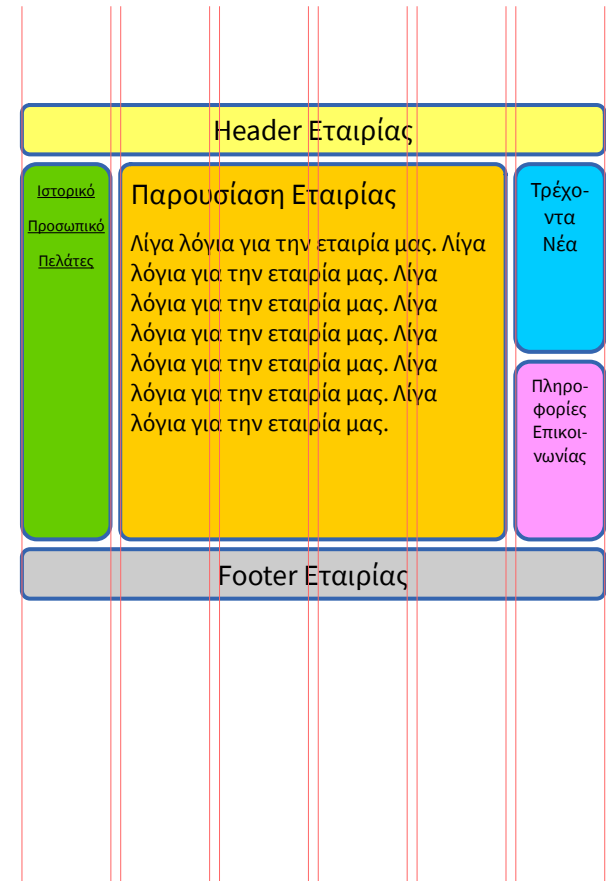 Header Εταιρίας
Ιστορικό
Προσωπικό
Πελάτες
Παρουσίαση Εταιρίας
Λίγα λόγια για την εταιρία μας. Λίγα
λόγια για την εταιρία μας. Λίγα
λόγια για την εταιρία μας. Λίγα
λόγια για την εταιρία μας. Λίγα
λόγια για την εταιρία μας. Λίγα
λόγια για την εταιρία μας. Λίγα
λόγια για την εταιρία μας.
Τρέχο-
ντα
Νέα
Πληρο-
φορίες
Επικοι-
νωνίας
Footer Εταιρίας